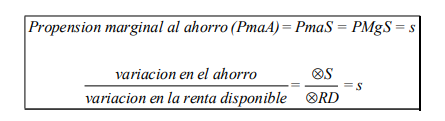 Propension marginal al ahorro (PmaA) = PmaS = PMgS = s
variacion en el ahorro / variacion en la renta disponible = ⊗S / ⊗RD = s